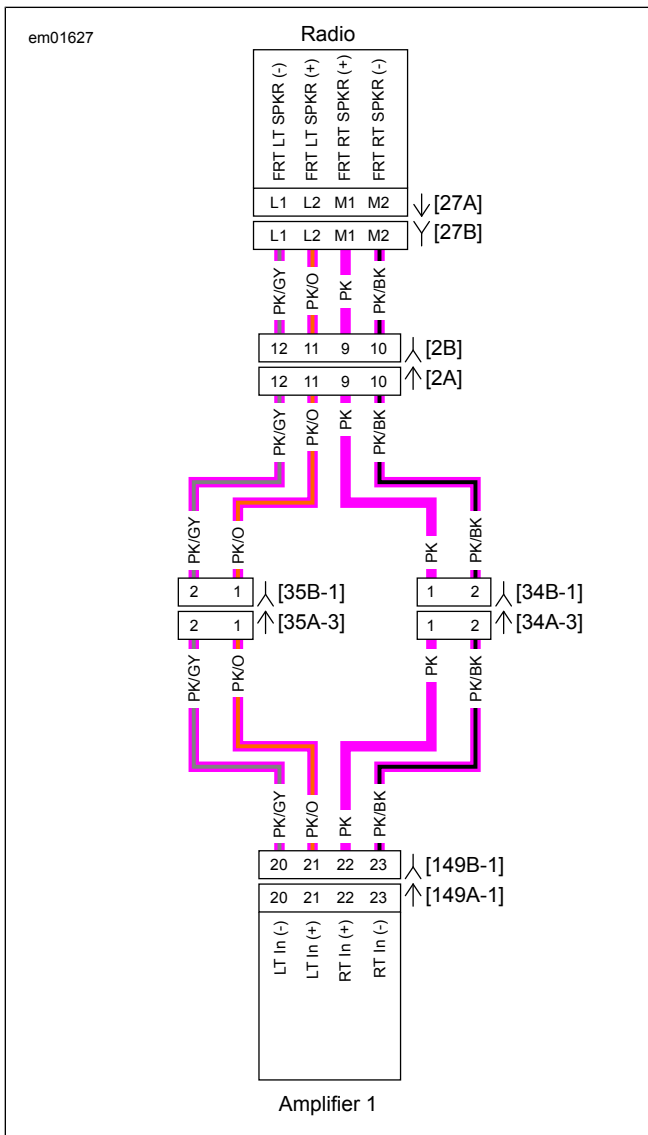 em01627
Radio
FRT LT SPKR (-)
FRT LT SPKR (+)
FRT RT SPKR (+)
FRT RT SPKR (-)
L1 L2 M1 M2 [27A]
L1 L2 M1 M2 [27B]
PK/GY PK/O PK PK/BK
12 11 9 10 [2B]
12 11 9 10 [2A]
PK/GY PK/O PK PK/BK
PK/GY PK/O PK PK/BK
2 1 [35B-1] 1 2 [34B-1]
2 1 [35A-3] 1 2 [34A-3]
PK/GY PK/O PK PK/BK
PK/GY PK/O PK PK/BK
20 21 22 23 [149B-1]
20 21 22 23 [149A-1]
LT In (-)
LT In (+)
RT In (+)
RT In (-)
Amplifier 1